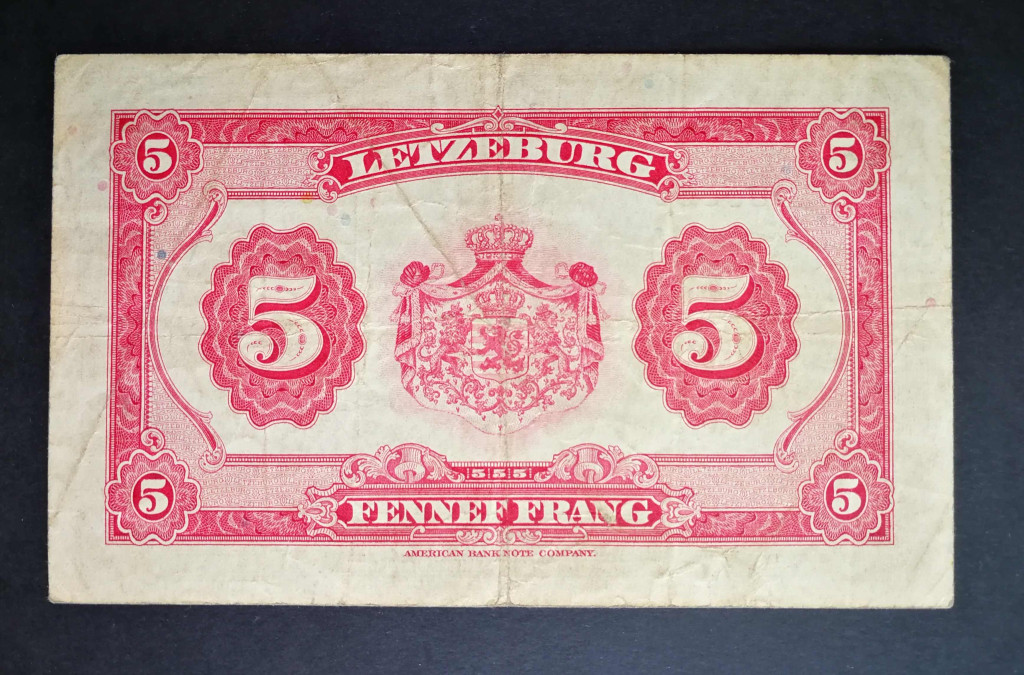 5 LETZEBURG 5
5 5
5 555 5
FENNEF FRANG
AMERICAN BANK NOTE COMPANY.